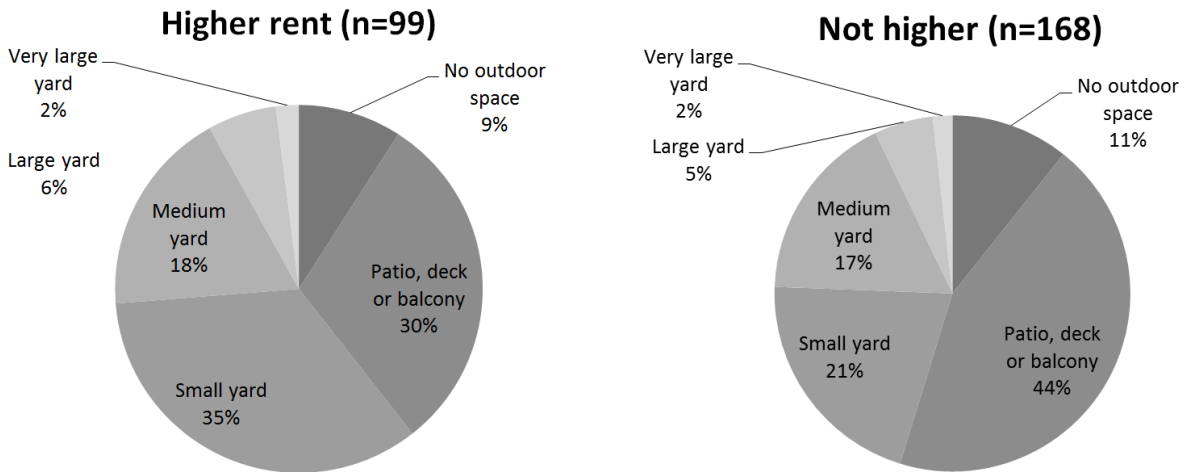 Higher rent (n=99)
Very large
yard
2%
No outdoor
space
9%
Large yard
6%
Medium
yard
18%
Patio, deck
or balcony
30%
Small yard
35%
Not higher (n=168)
Very large
yard
2%
No outdoor
space
11%
Large yard
5%
Medium
yard
17%
Small yard
21%
Patio, deck
or balcony
44%